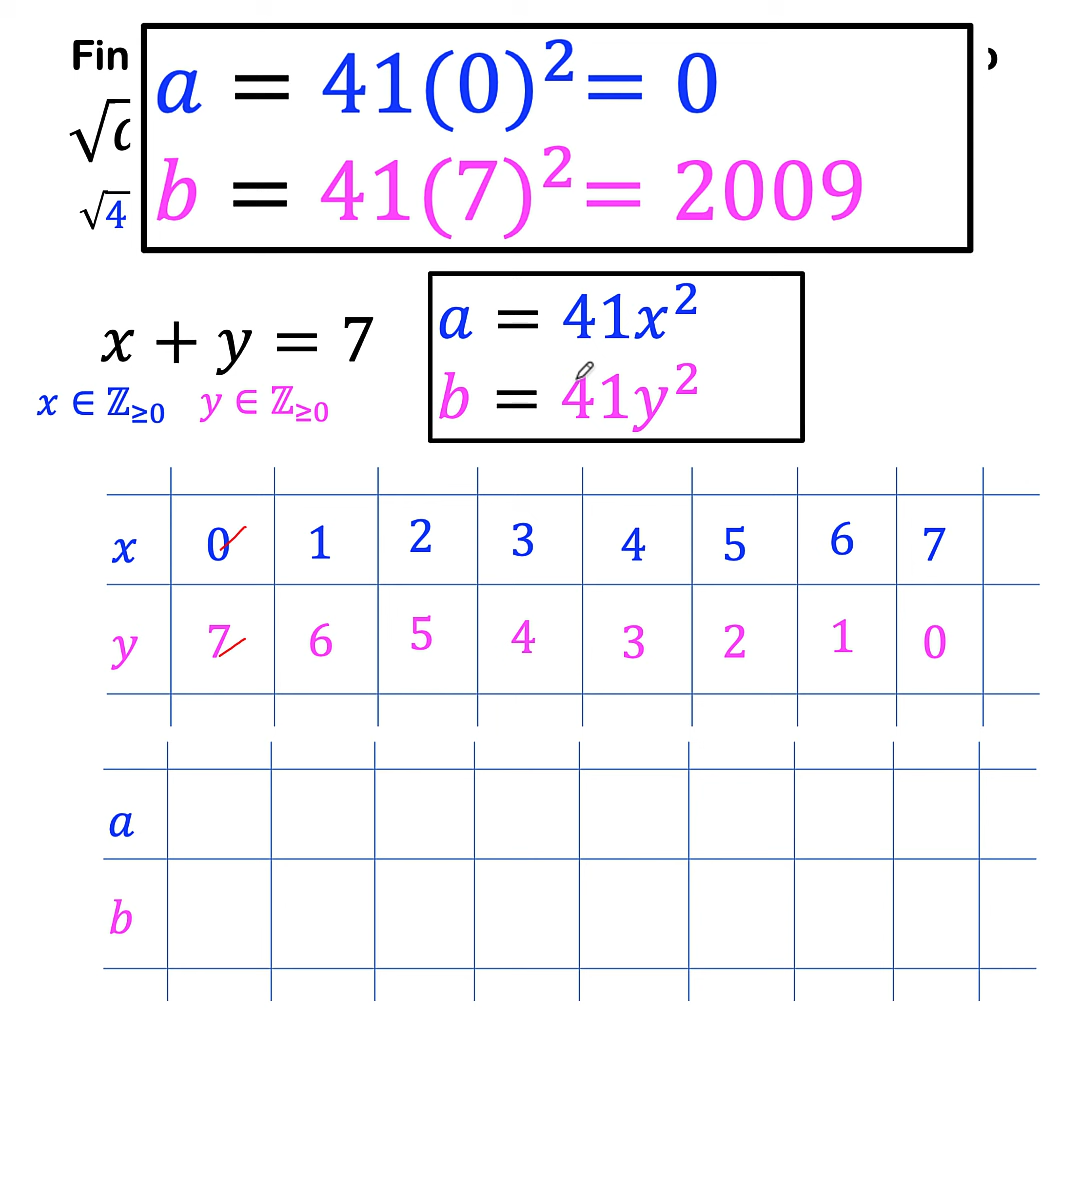 Fin
a = 41(0)² = 0
b = 41(7)² = 2009
√4
x + y = 7
x ∈ ℤ≥0 y ∈ ℤ≥0
a = 41x²
b = 41y²
x 0 1 2 3 4 5 6 7
y 7 6 5 4 3 2 1 0
a
b